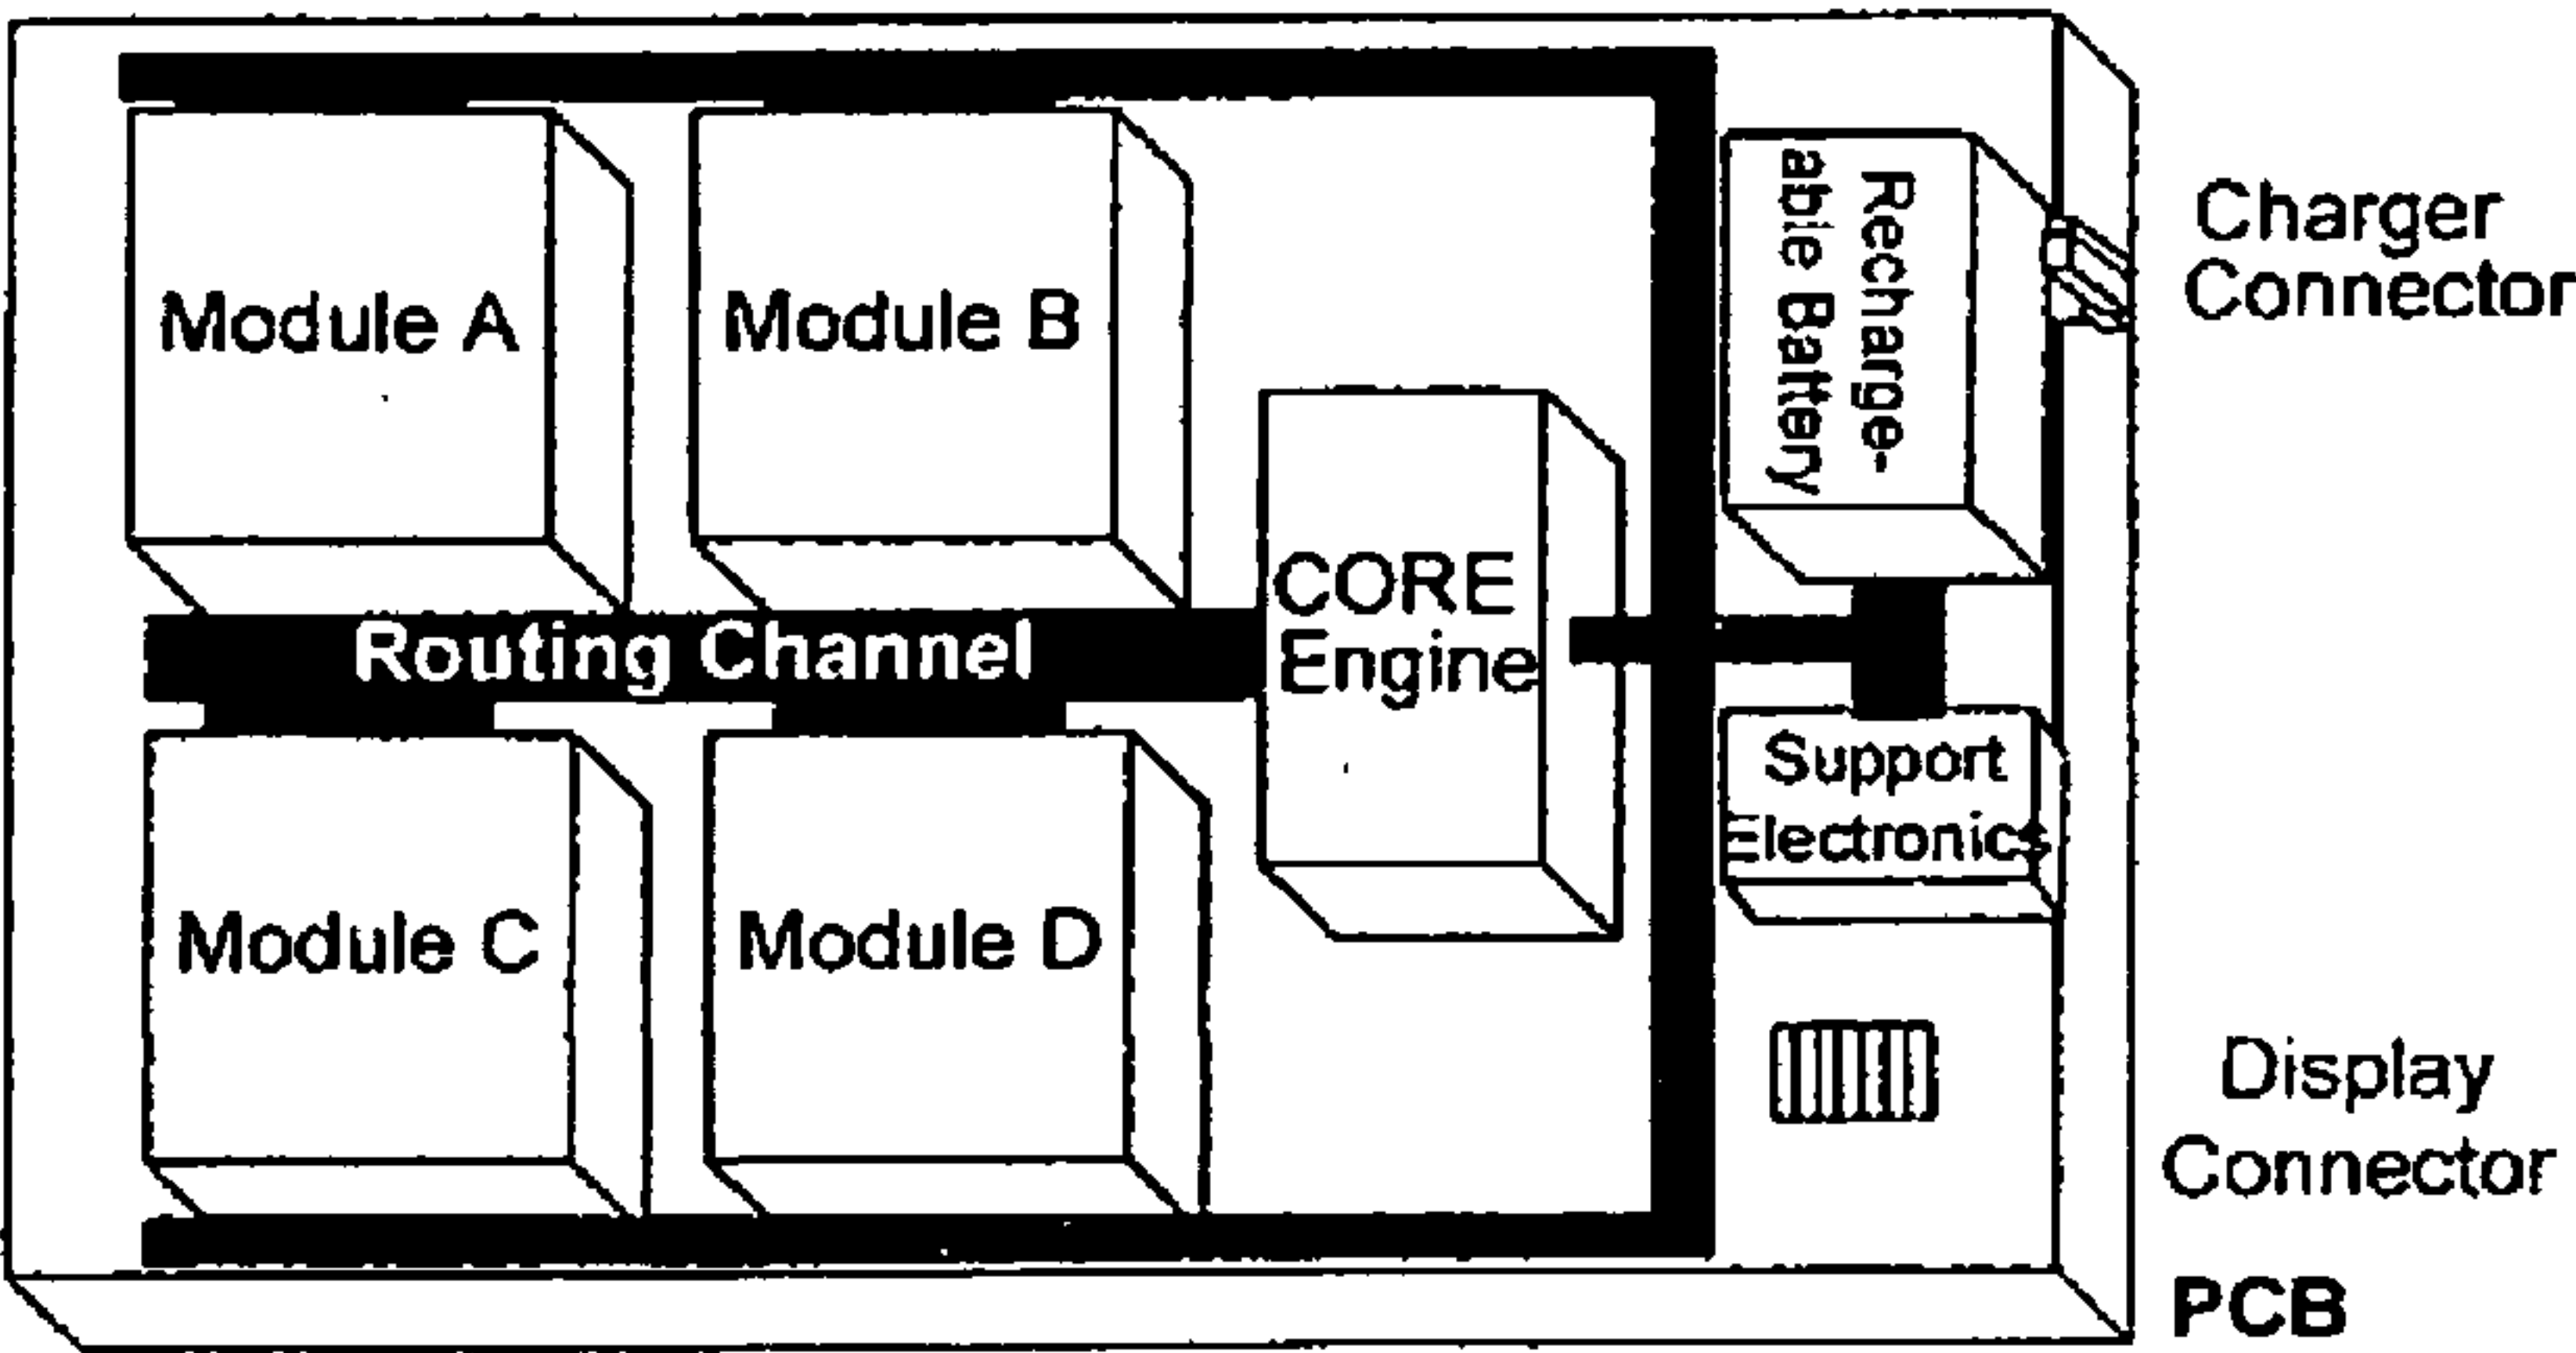 Module A
Module B
Recharge-
able Battery
Charger
Connector
CORE
Engine
Routing Channel
Support
Electronics
Module C
Module D
Display
Connector
PCB